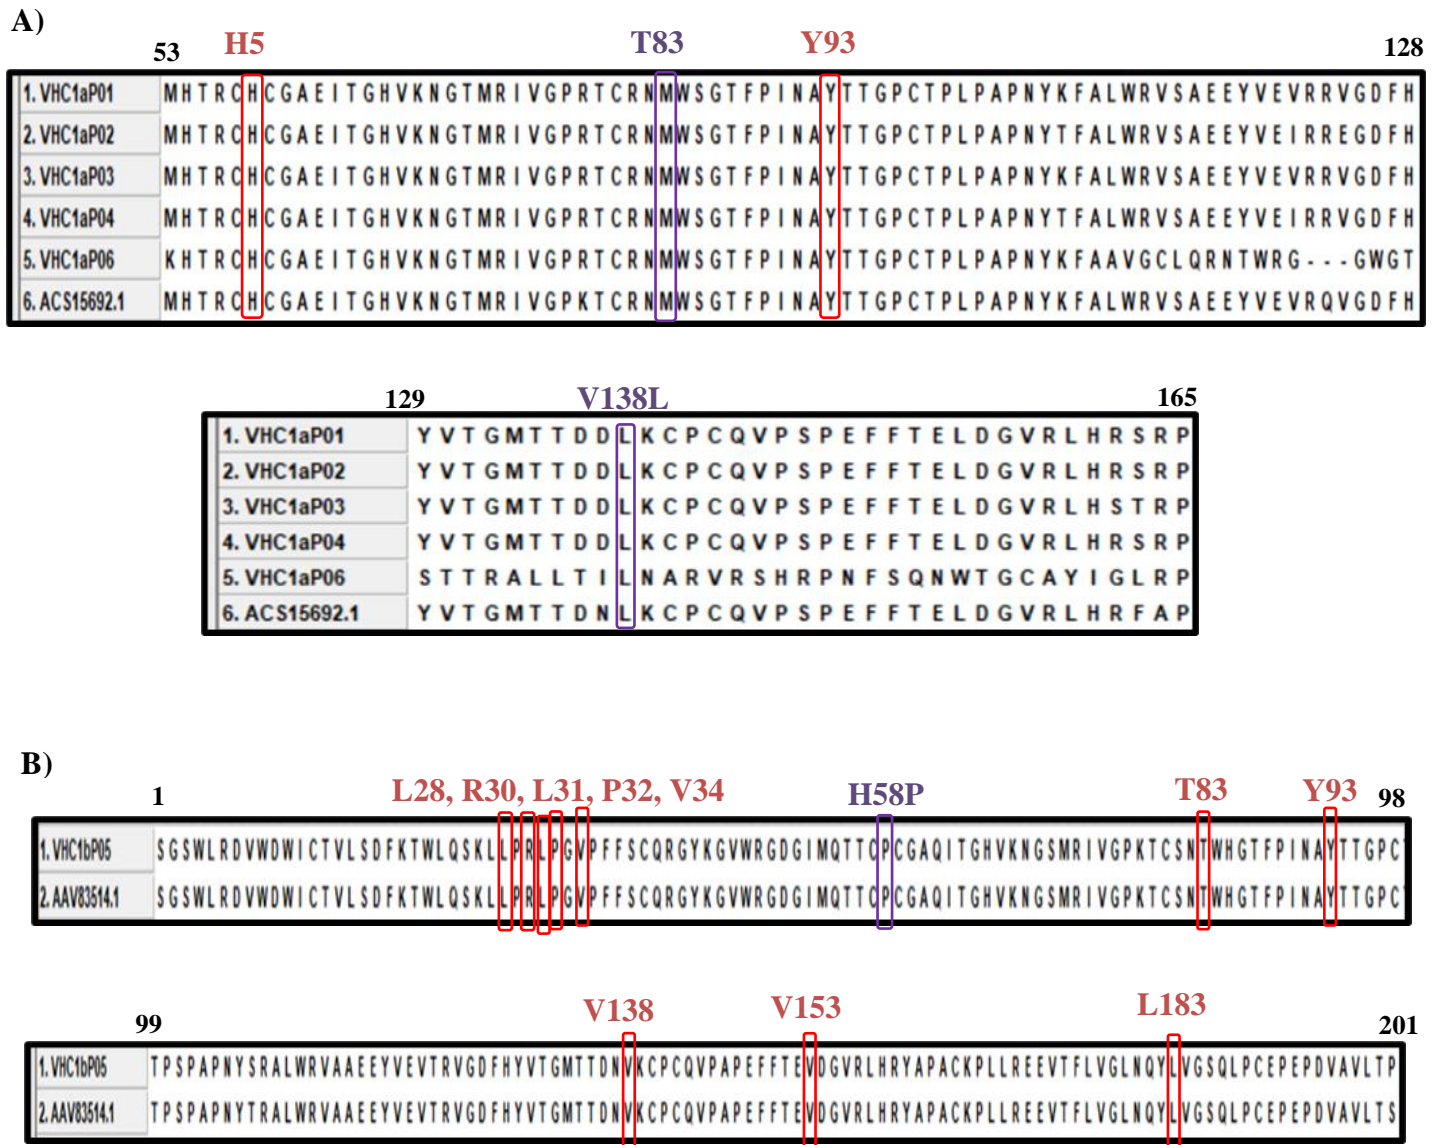 A)
53 H5 T83 Y93 128
1. VHC1aP01 MHTRCHCGAEITGHVKNGTMRIVGPRTCRNMWSGTFPINAYTTGPCTPLPAPNYKFALWRVSAEEYVEVRRVGDFH
2. VHC1aP02 MHTRCHCGAEITGHVKNGTMRIVGPRTCRNMWSGTFPINAYTTGPCTPLPAPNYTFALWRVSAEEYVEIRREGDFH
3. VHC1aP03 MHTRCHCGAEITGHVKNGTMRIVGPRTCRNMWSGTFPINAYTTGPCTPLPAPNYKFALWRVSAEEYVEVRRVGDFH
4. VHC1aP04 MHTRCHCGAEITGHVKNGTMRIVGPRTCRNMWSGTFPINAYTTGPCTPLPAPNYTFALWRVSAEEYVEIRRVGDFH
5. VHC1aP06 KHTRCHCGAEITGHVKNGTMRIVGPRTCRNMWSGTFPINAYTTGPCTPLPAPNYKFAAVGCLQRNTWRG---GWGT
6. ACS15692.1 MHTRCHCGAEITGHVKNGTMRIVGPKTCRNMWSGTFPINAYTTGPCTPLPAPNYKFALWRVSAEEYVEVRQVGDFH
129 V138L 165
1. VHC1aP01 YVTGMTTDDLKCPCQVPSPEFFTELDGVRLHRSRP
2. VHC1aP02 YVTGMTTDDLKCPCQVPSPEFFTELDGVRLHRSRP
3. VHC1aP03 YVTGMTTDDLKCPCQVPSPEFFTELDGVRLHSTRP
4. VHC1aP04 YVTGMTTDDLKCPCQVPSPEFFTELDGVRLHRSRP
5. VHC1aP06 STTRALLTILNARVRSHRPNFSQNWTGCAYIGLRP
6. ACS15692.1 YVTGMTTDNLKCPCQVPSPEFFTELDGVRLHRFAP
B)
1 L28, R30, L31, P32, V34 H58P T83 Y93 98
1. VHC1bP05 SGSWLRDVWDWICTVLSDFKTWLQSKLLPRLPGVPFFSCQRGYKGVWRGDGIMQTTCPCGAQITGHVKNGSMRIVGPKTCSNTWHGTFPINAYTTGPC
2. AAV83514.1 SGSWLRDVWDWICTVLSDFKTWLQSKLLPRLPGVPFFSCQRGYKGVWRGDGIMQTTCPCGAQITGHVKNGSMRIVGPKTCSNTWHGTFPINAYTTGPC
99 V138 V153 L183 201
1. VHC1bP05 TPSPAPNYSRALWRVAAEEYVEVTRVGDFHYVTGMTTDNVKCPCQVPAPEFFTEVDGVRLHRYAPACKPLLREEVTFLVGLNQYLVGSQLPCEPEPDVAVLTP
2. AAV83514.1 TPSPAPNYTRALWRVAAEEYVEVTRVGDFHYVTGMTTDNVKCPCQVPAPEFFTEVDGVRLHRYAPACKPLLREEVTFLVGLNQYLVGSQLPCEPEPDVAVLTS